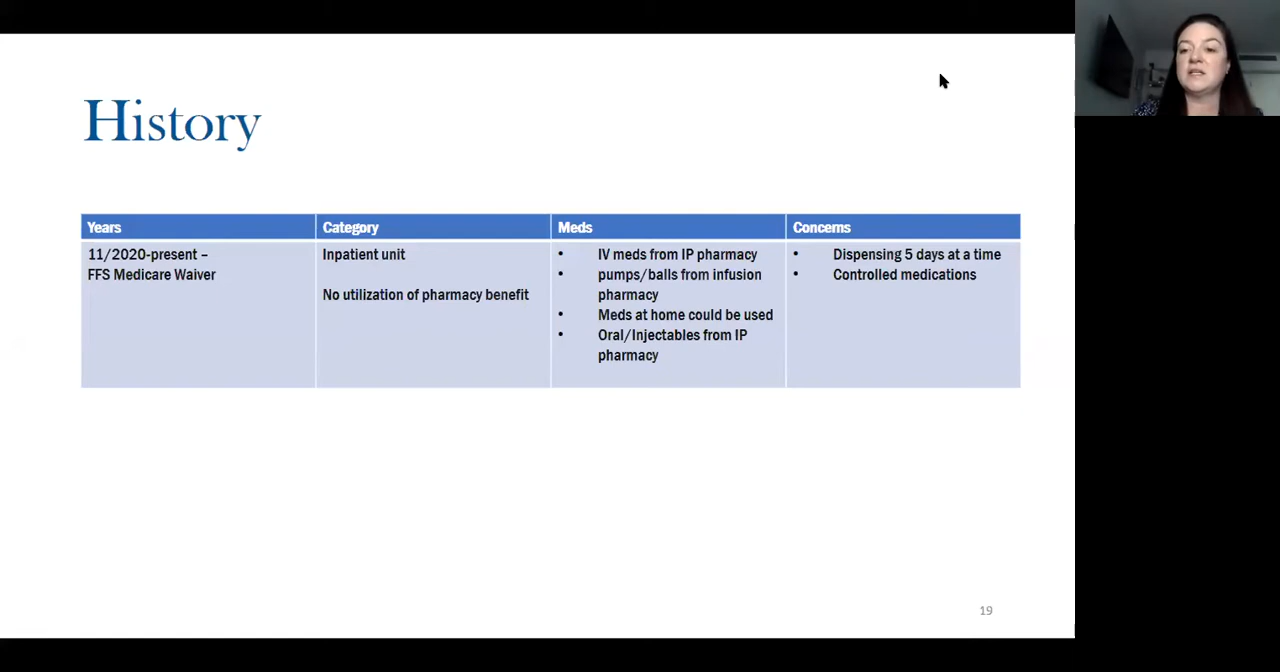 History
Years
Category
Meds
Concerns
11/2020-present –
FFS Medicare Waiver
Inpatient unit
No utilization of pharmacy benefit
• IV meds from IP pharmacy
• pumps/balls from infusion
pharmacy
• Meds at home could be used
• Oral/Injectables from IP
pharmacy
• Dispensing 5 days at a time
• Controlled medications
19